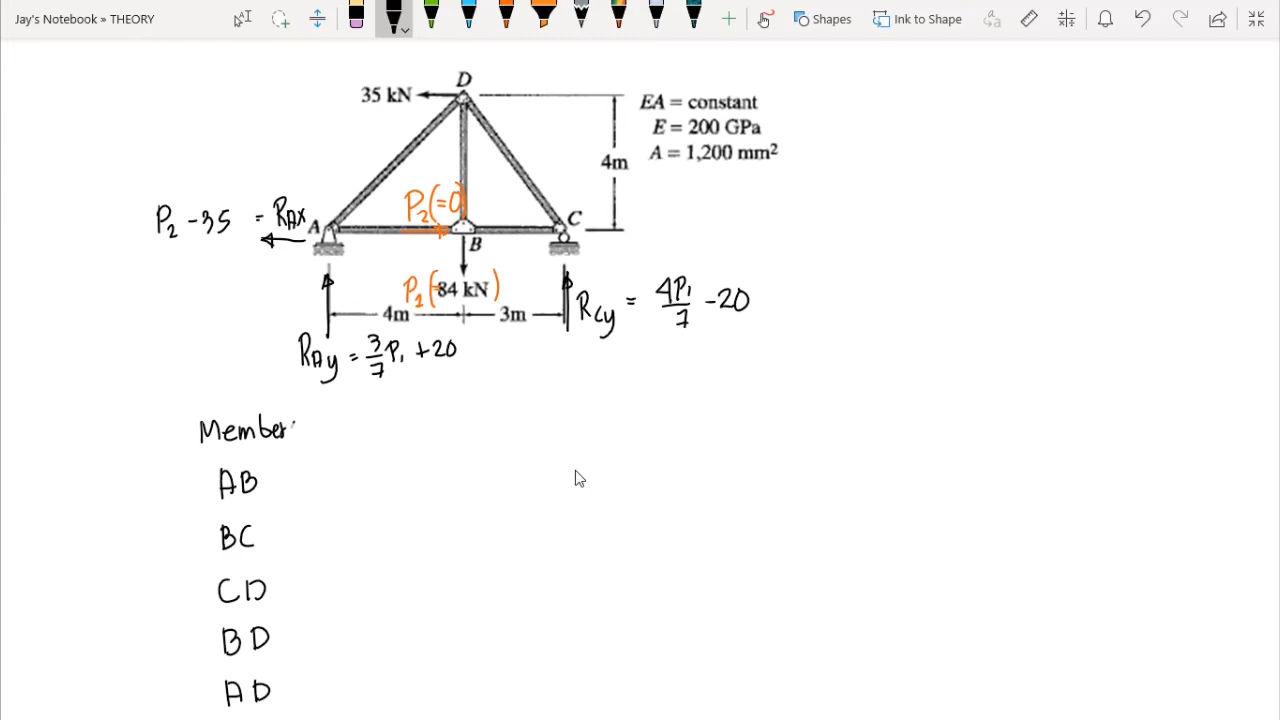 Jay's Notebook » THEORY
Shapes
Ink to Shape
D
35 kN
EA = constant
E = 200 GPa
A = 1,200 mm²
4m
P₂(=0)
P₂ - 35 = RAx
A
C
B
P₁(=84 kN)
RCy = 4P₁/7 - 20
4m
3m
RAy = 3/7 P₁ + 20
Member
AB
BC
CD
BD
AD